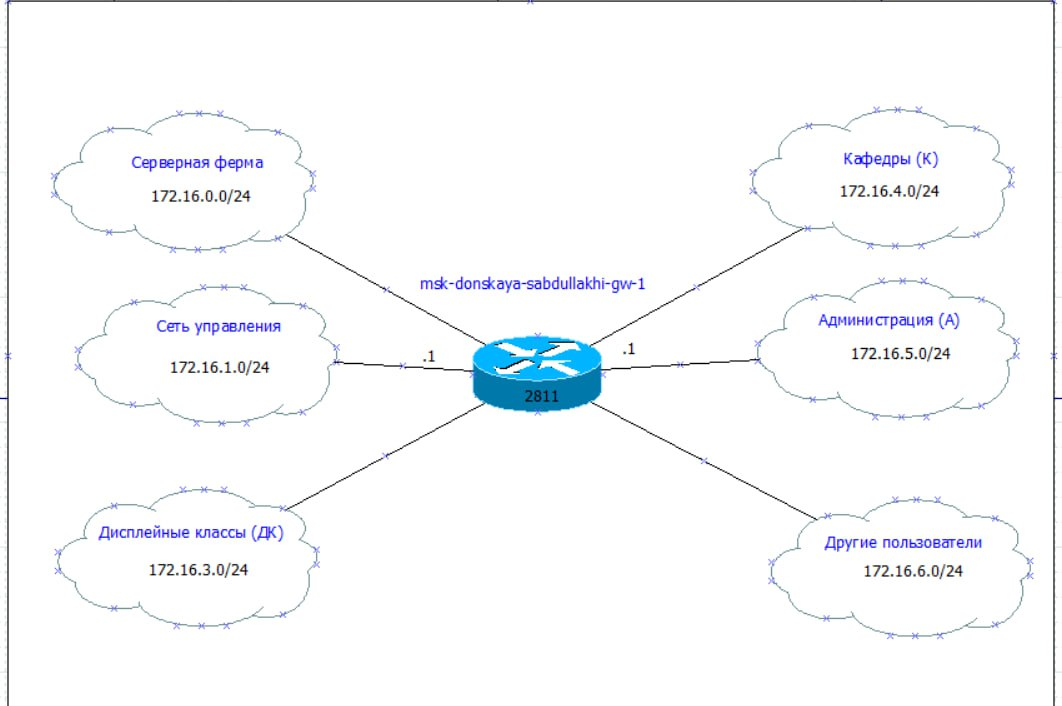 Серверная ферма
172.16.0.0/24
Кафедры (К)
172.16.4.0/24
msk-donskaya-sabdullakhi-gw-1
Сеть управления
172.16.1.0/24
.1
.1
Администрация (А)
172.16.5.0/24
2811
Дисплейные классы (ДК)
172.16.3.0/24
Другие пользователи
172.16.6.0/24